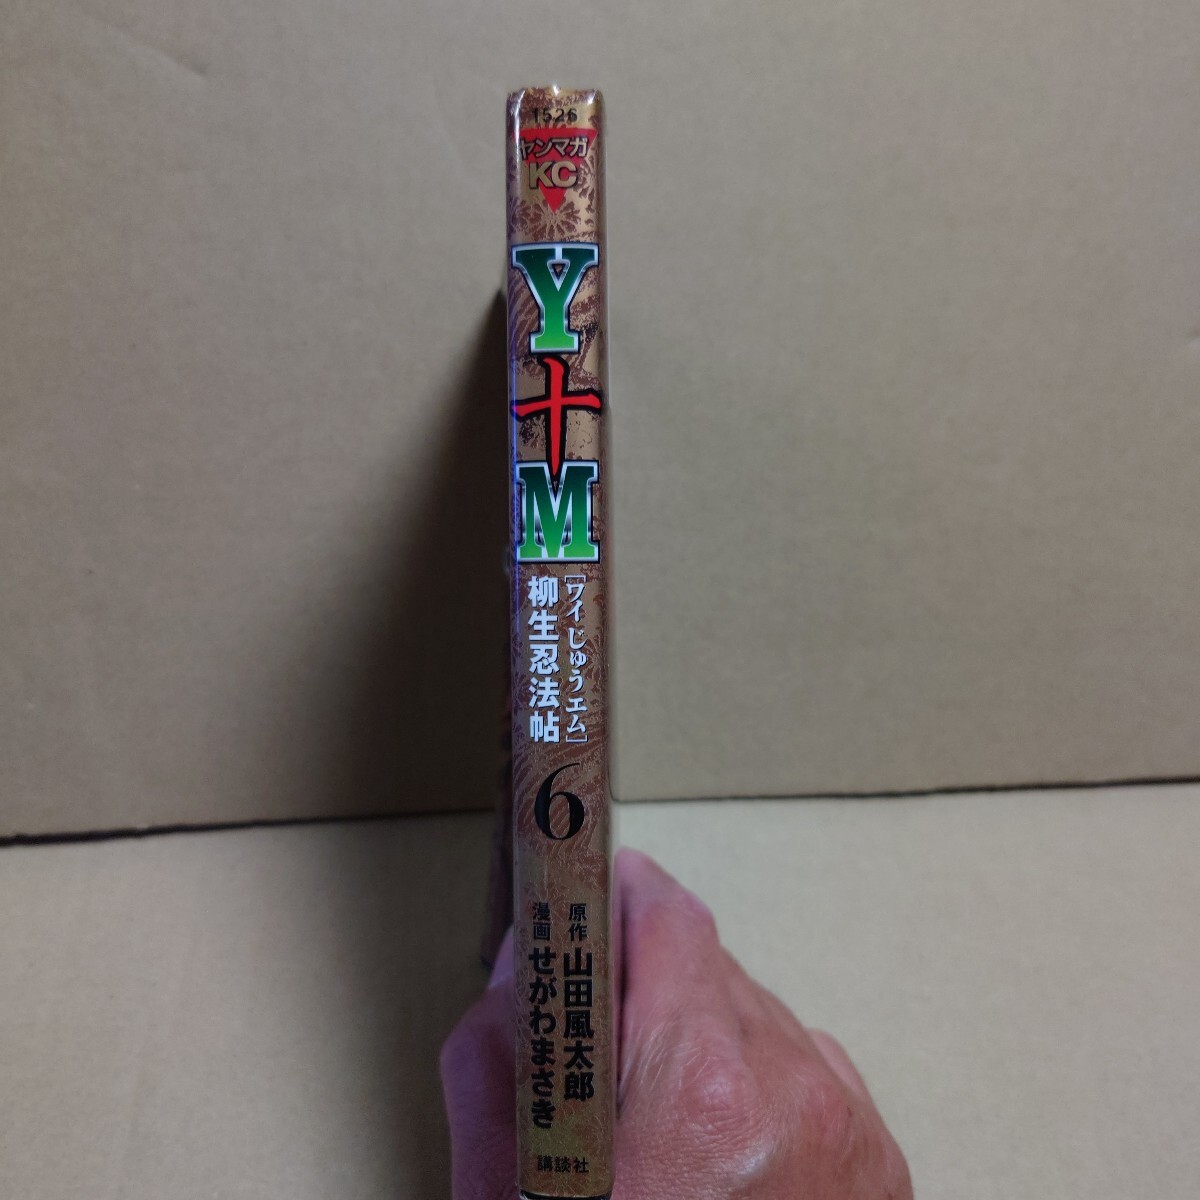 1526
ヤンマガ
KC
Y十M
[ワイ じゅう エム]
柳生忍法帖
6
原作 山田風太郎
漫画 せがわまさき
講談社